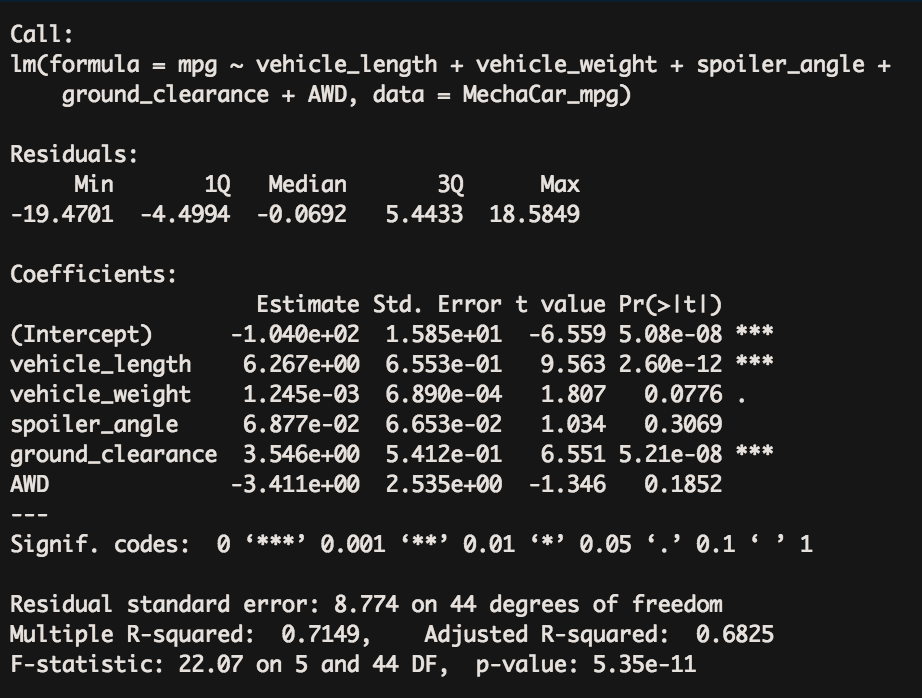 Call:
lm(formula = mpg ~ vehicle_length + vehicle_weight + spoiler_angle +
    ground_clearance + AWD, data = MechaCar_mpg)

Residuals:
     Min       1Q   Median       3Q      Max
-19.4701  -4.4994  -0.0692   5.4433  18.5849

Coefficients:
                   Estimate Std. Error t value Pr(>|t|)
(Intercept)      -1.040e+02  1.585e+01  -6.559 5.08e-08 ***
vehicle_length    6.267e+00  6.553e-01   9.563 2.60e-12 ***
vehicle_weight    1.245e-03  6.890e-04   1.807   0.0776 .
spoiler_angle     6.877e-02  6.653e-02   1.034   0.3069
ground_clearance  3.546e+00  5.412e-01   6.551 5.21e-08 ***
AWD              -3.411e+00  2.535e+00  -1.346   0.1852
---
Signif. codes:  0 ‘***’ 0.001 ‘**’ 0.01 ‘*’ 0.05 ‘.’ 0.1 ‘ ’ 1

Residual standard error: 8.774 on 44 degrees of freedom
Multiple R-squared:  0.7149,    Adjusted R-squared:  0.6825
F-statistic: 22.07 on 5 and 44 DF,  p-value: 5.35e-11